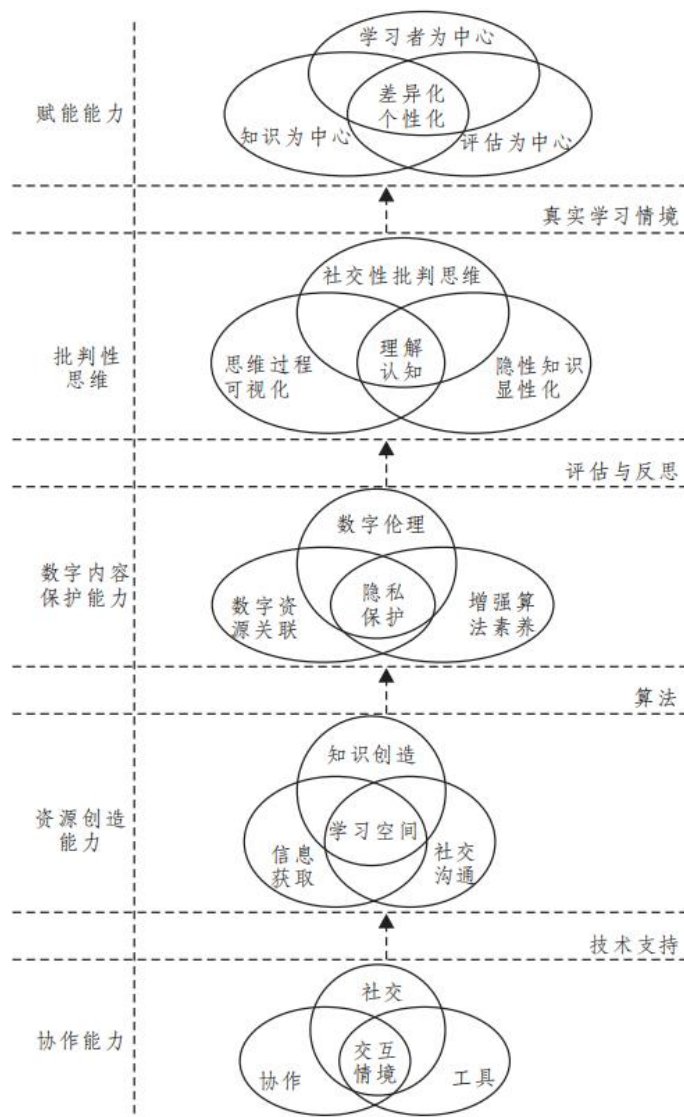 学习者为中心
差异化
个性化
赋能能力
知识为中心
评估为中心
真实学习情境
社交性批判思维
批判性
思维
思维过程
可视化
理解
认知
隐性知识
显性化
评估与反思
数字伦理
数字内容
保护能力
数字资
源关联
隐私
保护
增强算
法素养
算法
知识创造
资源创造
能力
学习空间
信息
获取
社交
沟通
技术支持
社交
协作能力
协作
交互
情境
工具